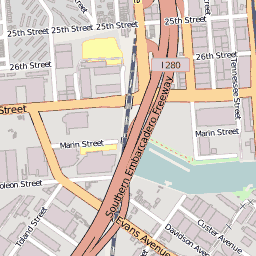 25th Street
25th Street
25th Street
26th Street
26th Street
I 280
Tennessee Street
Street
Marin Street
Marin Street
Southern Embarcadero Freeway
oleon Street
Toland Street
Evans Avenue
Custer Avenue
Davidson Avenue